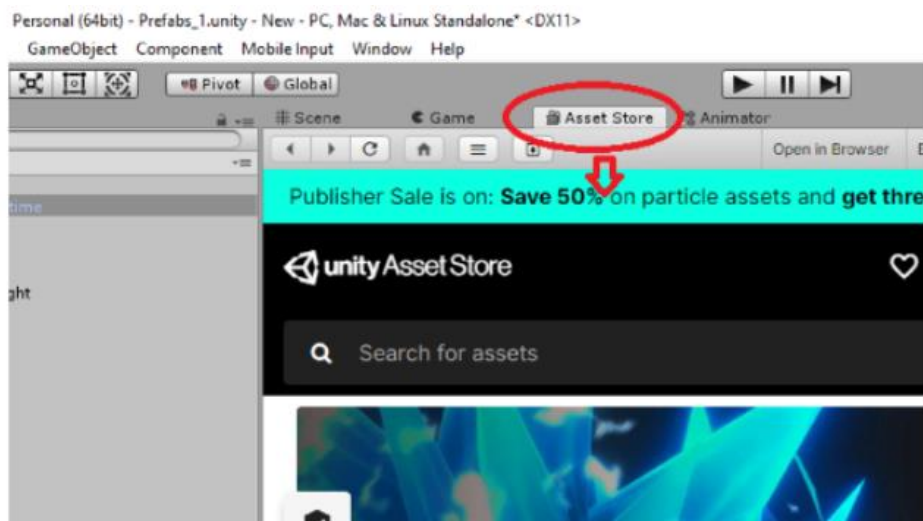 Personal (64bit) - Prefabs_1.unity - New - PC, Mac & Linux Standalone* <DX11>
GameObject Component Mobile Input Window Help
Pivot Global
Scene Game Asset Store Animator
Open in Browser
time
Publisher Sale is on: Save 50% on particle assets and get thre
unity Asset Store
ght
Search for assets